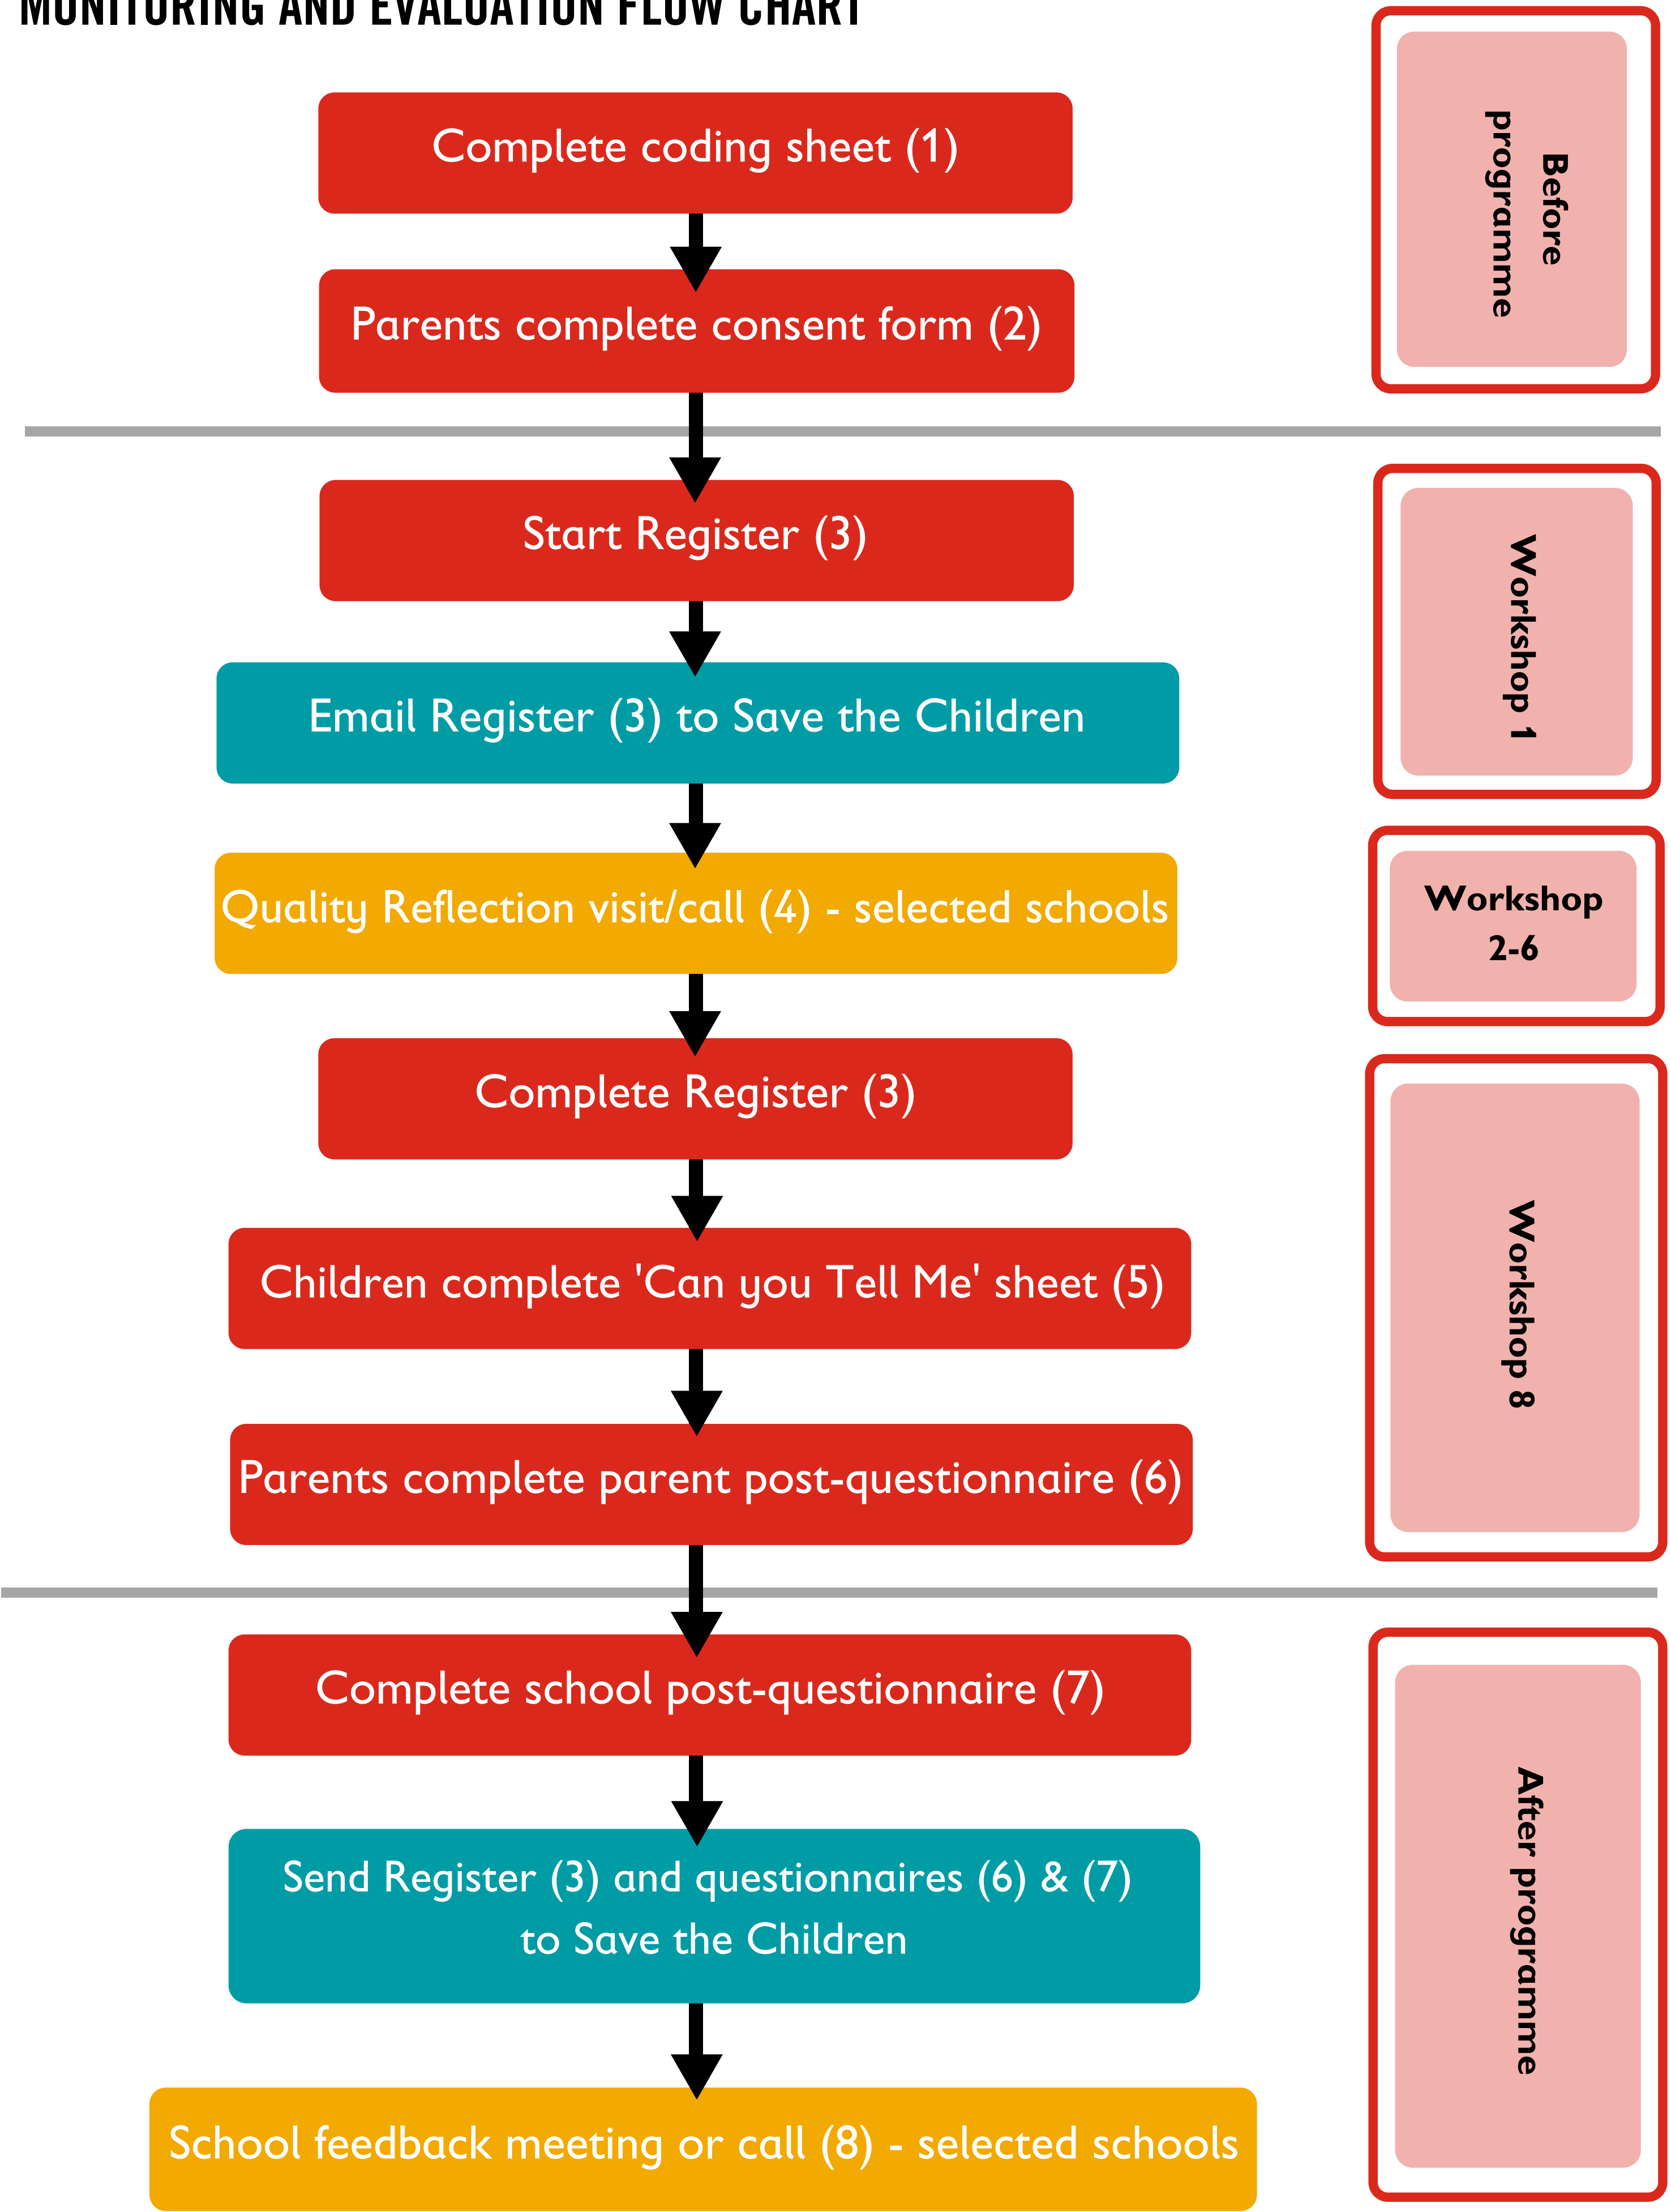 MONITORING AND EVALUATION FLOW CHART
Complete coding sheet (1)
Parents complete consent form (2)
Before
programme
Start Register (3)
Email Register (3) to Save the Children
Workshop 1
Quality Reflection visit/call (4) - selected schools
Workshop
2-6
Complete Register (3)
Children complete 'Can you Tell Me' sheet (5)
Parents complete parent post-questionnaire (6)
Workshop 8
Complete school post-questionnaire (7)
Send Register (3) and questionnaires (6) & (7)
to Save the Children
School feedback meeting or call (8) - selected schools
After programme